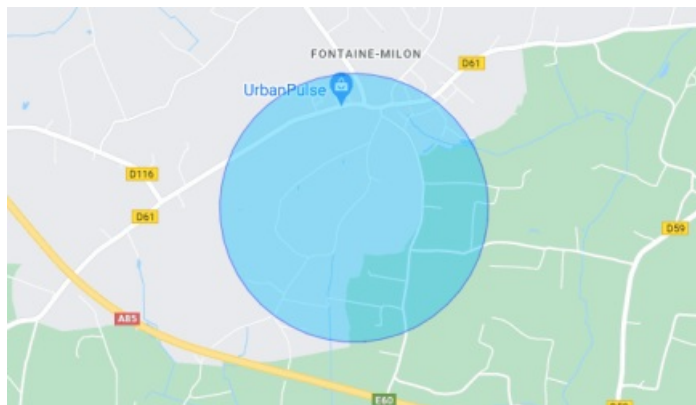 FONTAINE-MILON
D61
UrbanPulse
D116
D61
D59
A85
E60